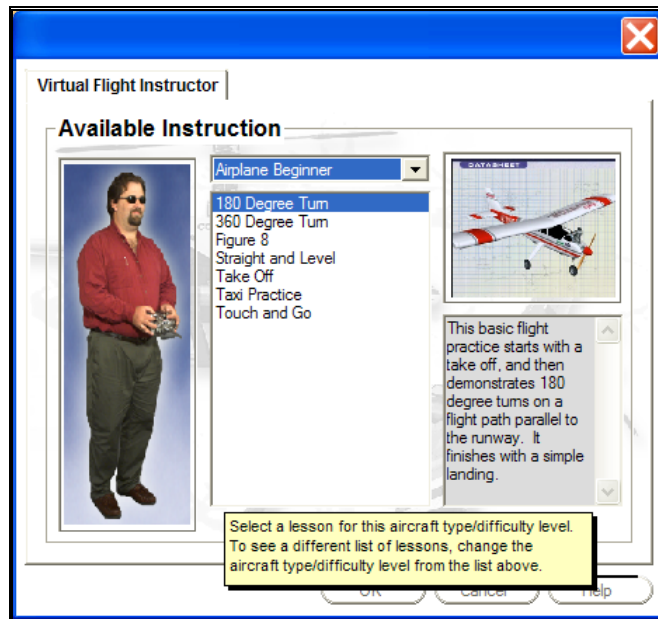 Virtual Flight Instructor
Available Instruction
Airplane Beginner
180 Degree Turn
360 Degree Turn
Figure 8
Straight and Level
Take Off
Taxi Practice
Touch and Go
DATASHEET
This basic flight
practice starts with a
take off, and then
demonstrates 180
degree turns on a
flight path parallel to
the runway. It
finishes with a simple
landing.
Select a lesson for this aircraft type/difficulty level.
To see a different list of lessons, change the
aircraft type/difficulty level from the list above.
OK
Cancel
Help